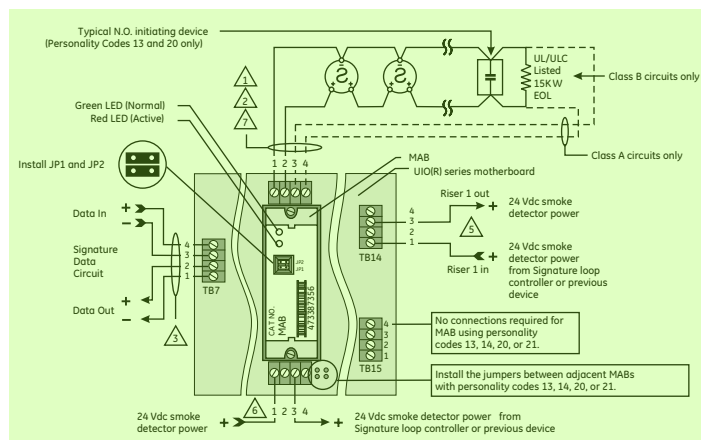 Typical N.O. initiating device
(Personality Codes 13 and 20 only)
UL/ULC
Listed
15K W
EOL
Class B circuits only
Class A circuits only
1
2
7
Green LED (Normal)
Red LED (Active)
Install JP1 and JP2
S
S
1 2 3 4
MAB
UIO(R) series motherboard
Data In
+
−
Signature
Data
Circuit
4
3
2
1
TB7
Data Out
+
−
3
JP2
JP1
CAT NO.
MAB
473387356
4
3
2
1
TB14
Riser 1 out
+
24 Vdc smoke
detector power
5
Riser 1 in
+
24 Vdc smoke
detector power
from Signature loop
controller or previous
device
4
3
2
1
TB15
No connections required for
MAB using personality
codes 13, 14, 20, or 21.
Install the jumpers between adjacent MABs
with personality codes 13, 14, 20, or 21.
6
1 2 3 4
24 Vdc smoke
detector power +
+ 24 Vdc smoke detector power from
Signature loop controller or previous device